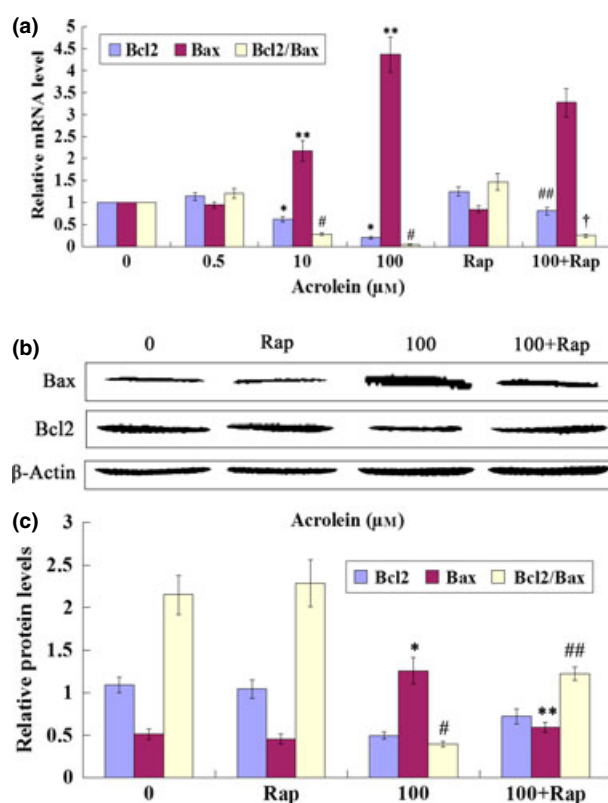 (a)
Bcl2 Bax Bcl2/Bax
Relative mRNA level
5
4.5
4
3.5
3
2.5
2
1.5
1
0.5
0
**
**
*
#
*
#
##
†
0 0.5 10 100 Rap 100+Rap
Acrolein (μM)
(b)
0 Rap 100 100+Rap
Bax
Bcl2
β-Actin
Acrolein (μM)
(c)
Bcl2 Bax Bcl2/Bax
Relative protein levels
3
2.5
2
1.5
1
0.5
0
*
#
**
##
0 Rap 100 100+Rap